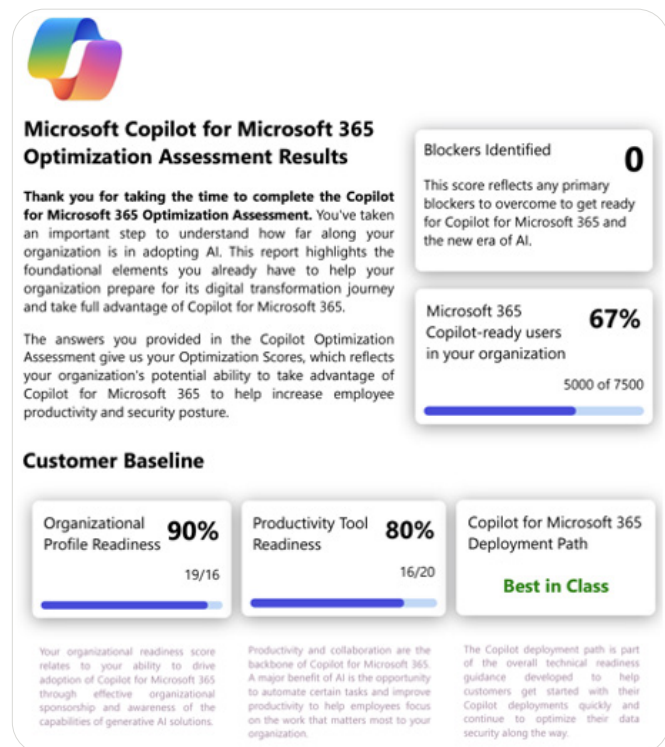 Microsoft Copilot for Microsoft 365
Optimization Assessment Results
Thank you for taking the time to complete the Copilot
for Microsoft 365 Optimization Assessment. You've taken
an important step to understand how far along your
organization is in adopting AI. This report highlights the
foundational elements you already have to help your
organization prepare for its digital transformation journey
and take full advantage of Copilot for Microsoft 365.
The answers you provided in the Copilot Optimization
Assessment give us your Optimization Scores, which reflects
your organization's potential ability to take advantage of
Copilot for Microsoft 365 to help increase employee
productivity and security posture.
Blockers Identified
0
This score reflects any primary
blockers to overcome to get ready
for Copilot for Microsoft 365 and
the new era of AI.
Microsoft 365
Copilot-ready users
in your organization
67%
5000 of 7500
Customer Baseline
Organizational
Profile Readiness
90%
19/16
Your organizational readiness score
relates to your ability to drive
adoption of Copilot for Microsoft 365
through effective organizational
sponsorship and awareness of the
capabilities of generative AI solutions.
Productivity Tool
Readiness
80%
16/20
Productivity and collaboration are the
backbone of Copilot for Microsoft 365.
A major benefit of AI is the opportunity
to automate certain tasks and improve
productivity to help employees focus
on the work that matters most to your
organization.
Copilot for Microsoft 365
Deployment Path
Best in Class
The Copilot deployment path is part
of the overall technical readiness
guidance developed to help
customers get started with their
Copilot deployments quickly and
continue to optimize their data
security along the way.